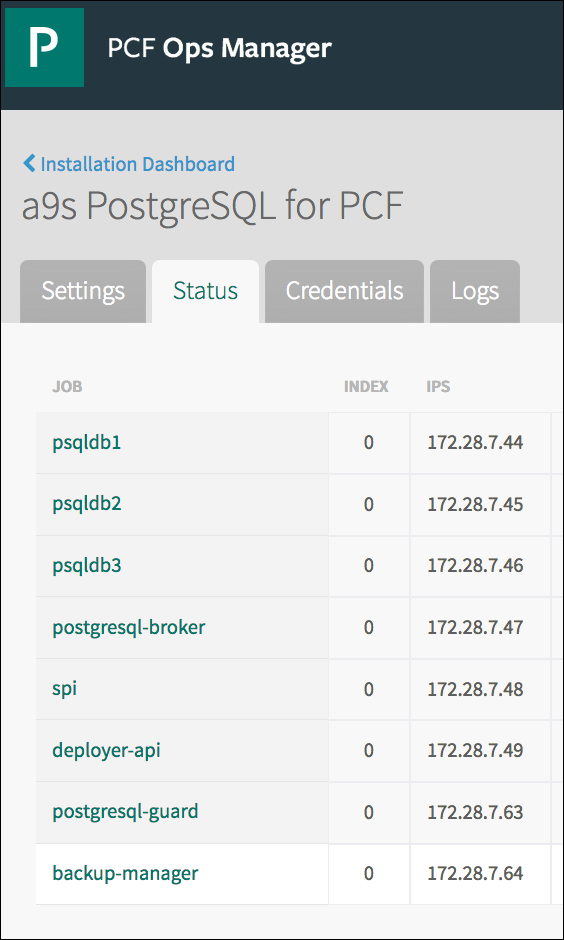 P
PCF Ops Manager
Installation Dashboard
a9s PostgreSQL for PCF
Settings Status Credentials Logs
JOB INDEX IPS
psqldb1 0 172.28.7.44
psqldb2 0 172.28.7.45
psqldb3 0 172.28.7.46
postgresql-broker 0 172.28.7.47
spi 0 172.28.7.48
deployer-api 0 172.28.7.49
postgresql-guard 0 172.28.7.63
backup-manager 0 172.28.7.64